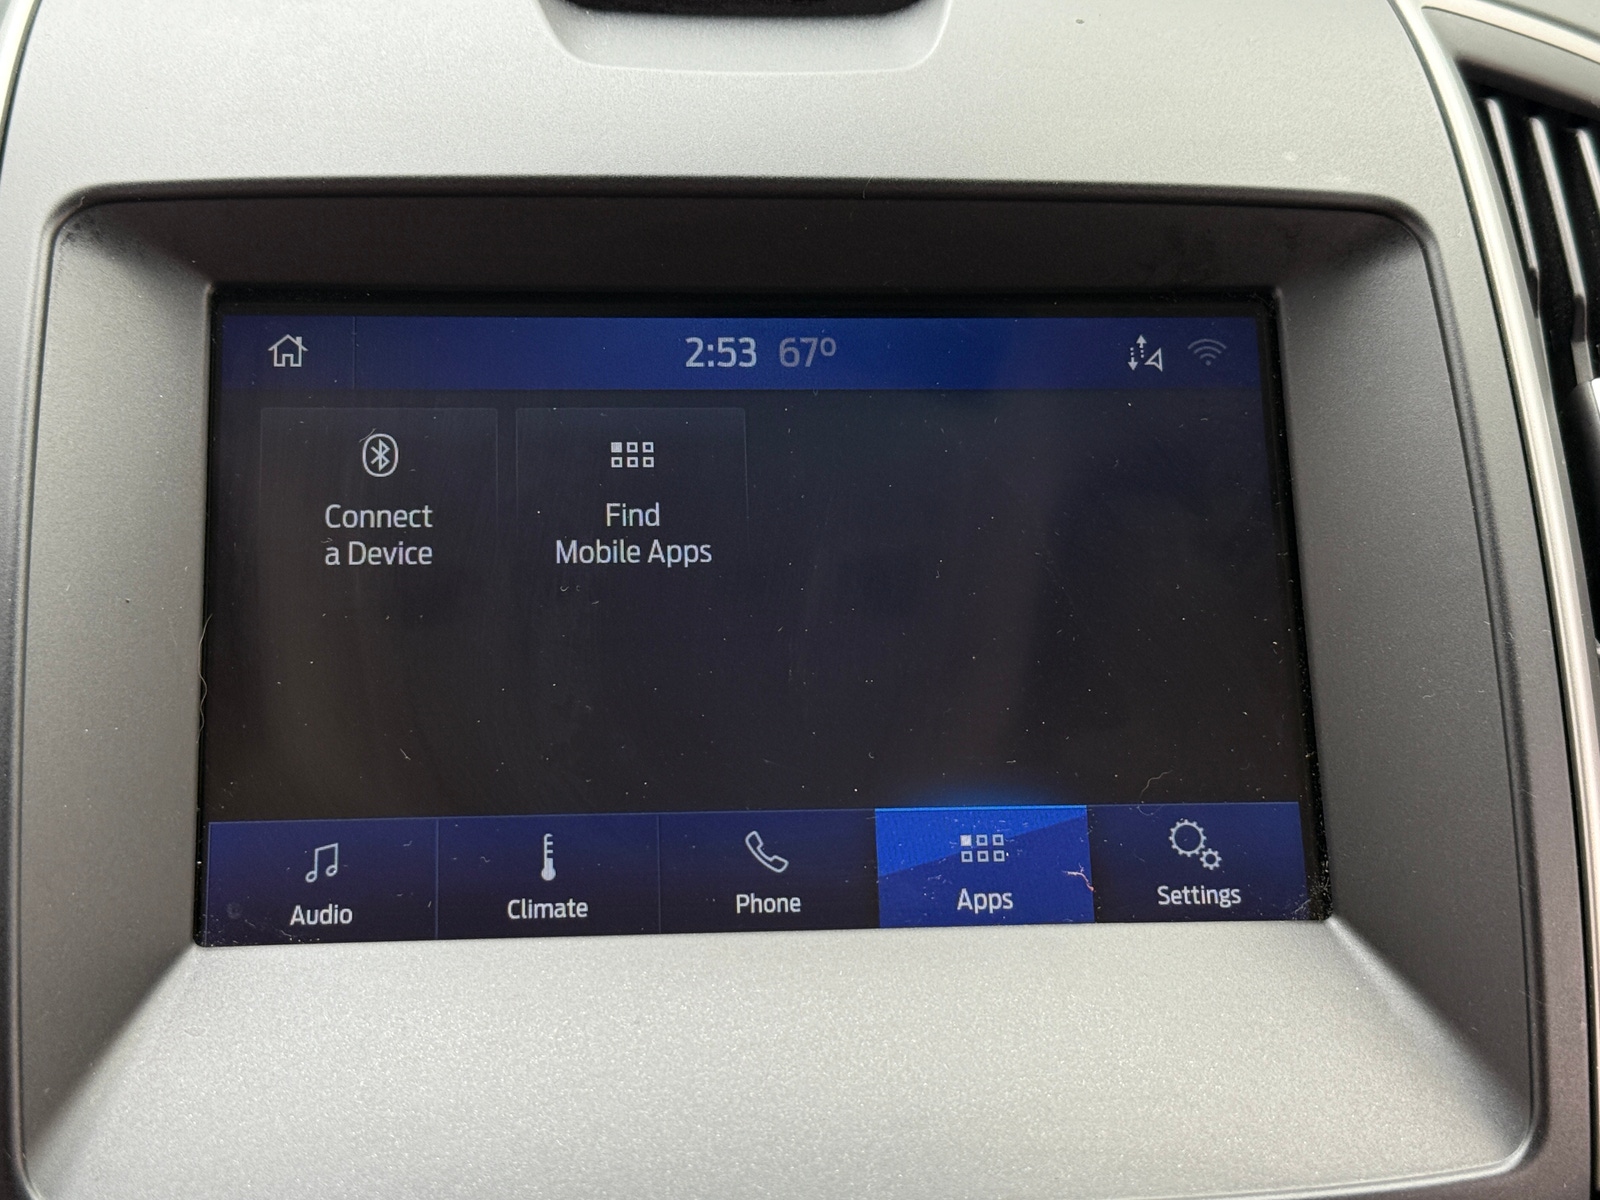 2:53 67°
Connect
a Device
Find
Mobile Apps
Audio
Climate
Phone
Apps
Settings